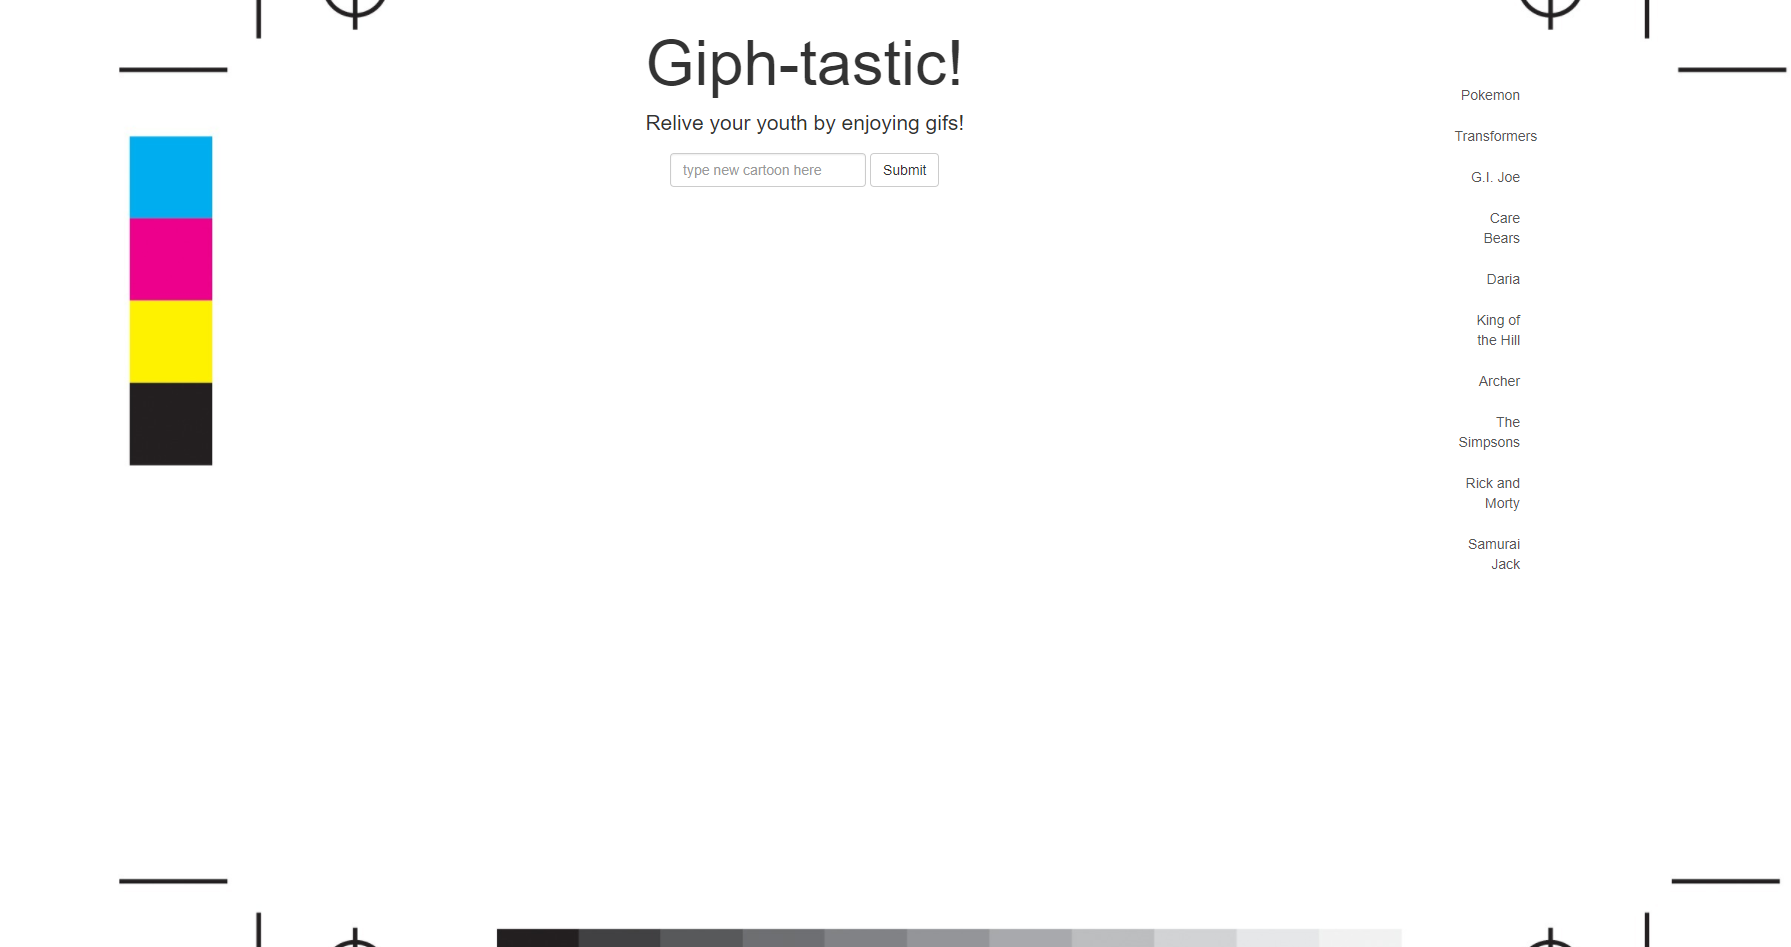 Giph-tastic!
Relive your youth by enjoying gifs!
type new cartoon here
Submit
Pokemon
Transformers
G.I. Joe
Care
Bears
Daria
King of
the Hill
Archer
The
Simpsons
Rick and
Morty
Samurai
Jack